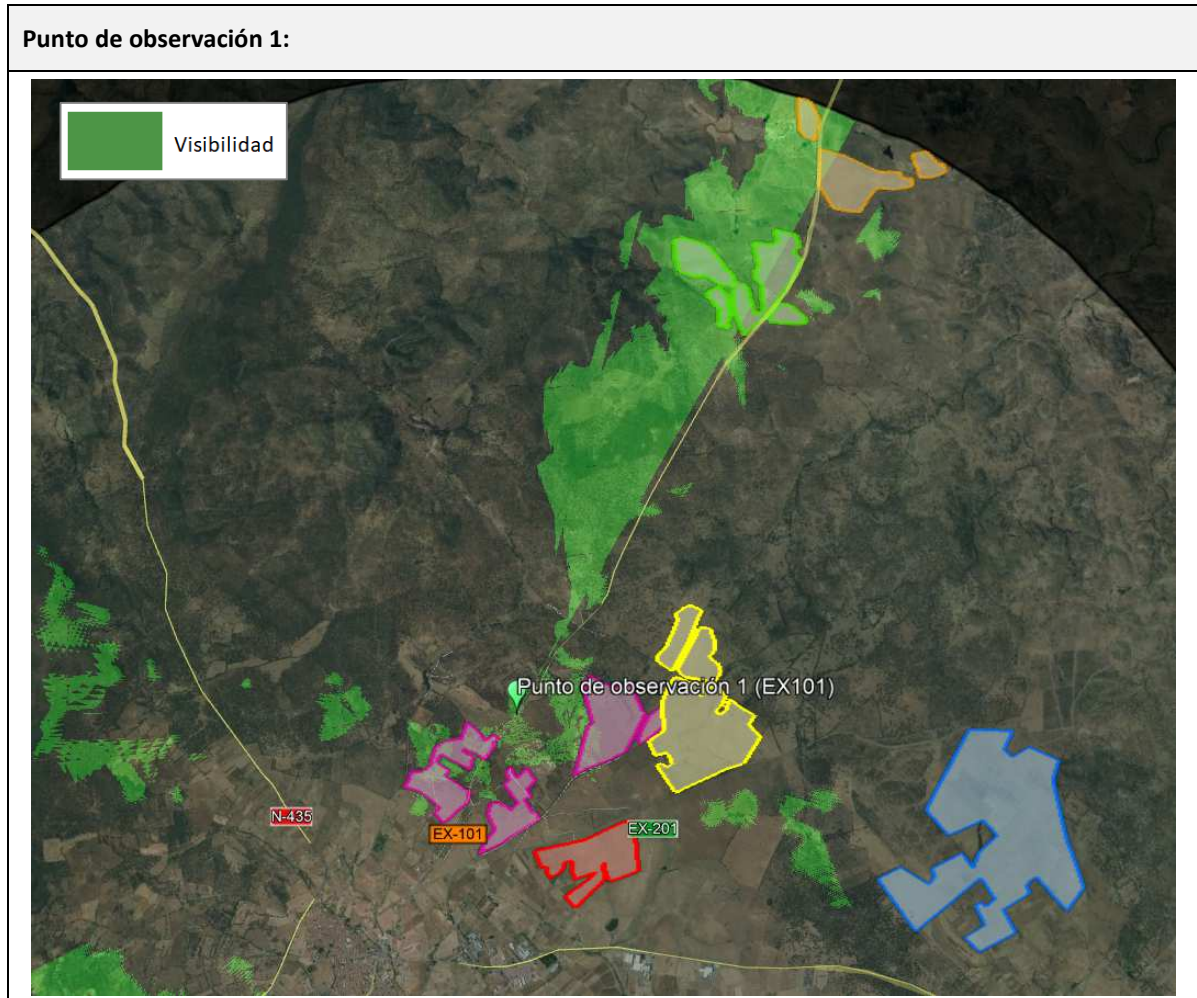 Punto de observación 1:
Visibilidad
Punto de observación 1 (EX101)
N-435
EX-101
EX-201